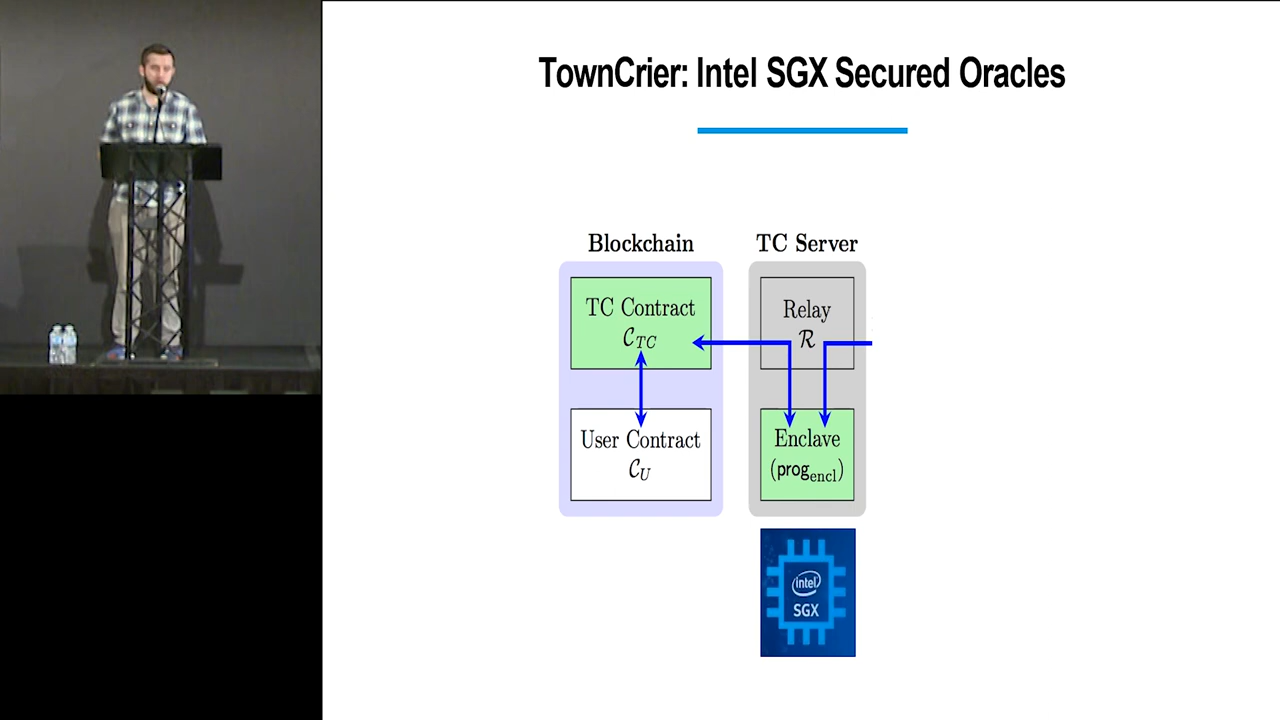 TownCrier: Intel SGX Secured Oracles
Blockchain
TC Server
TC Contract
C_TC
Relay
R
User Contract
C_U
Enclave
(prog_encl)
intel
SGX